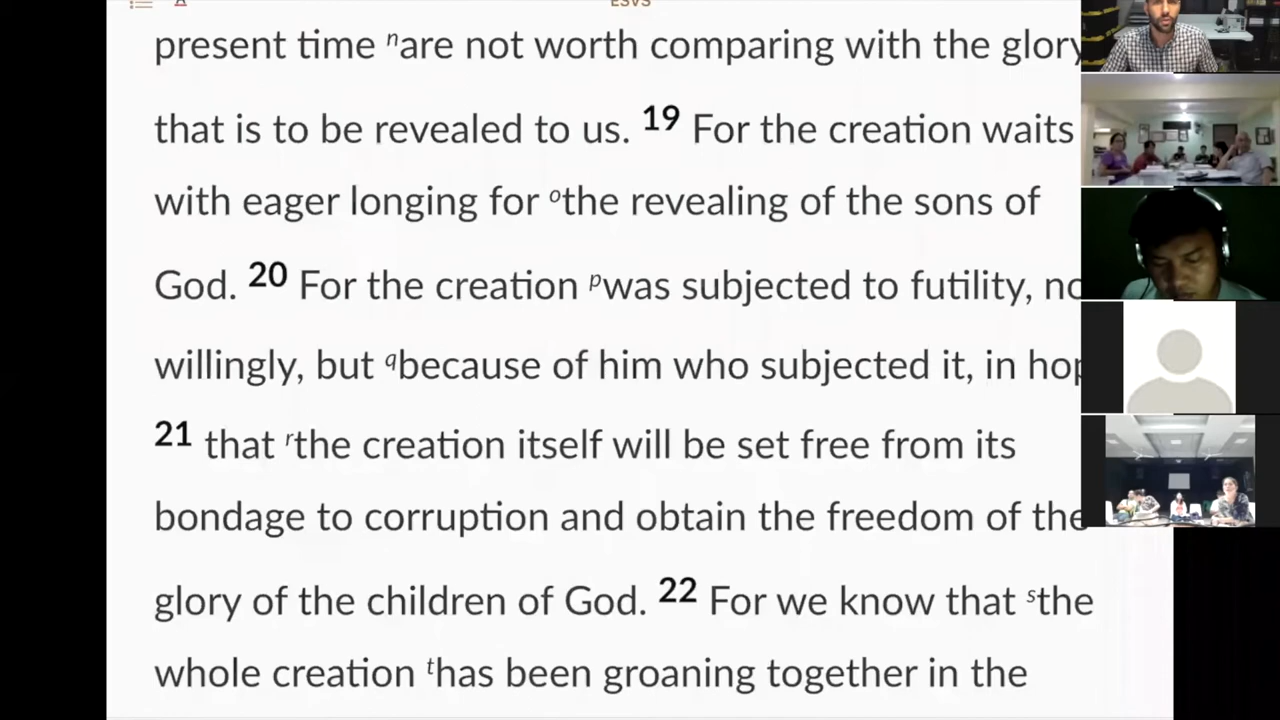 ESVS
present time ⁿare not worth comparing with the glory
that is to be revealed to us. 19 For the creation waits
with eager longing for ᵒthe revealing of the sons of
God. 20 For the creation ᵖwas subjected to futility,
willingly, but qbecause of him who subjected it, in
21 that ʳthe creation itself will be set free from its
bondage to corruption and obtain the freedom of the
glory of the children of God. 22 For we know that ˢthe
whole creation ᵗhas been groaning together in the